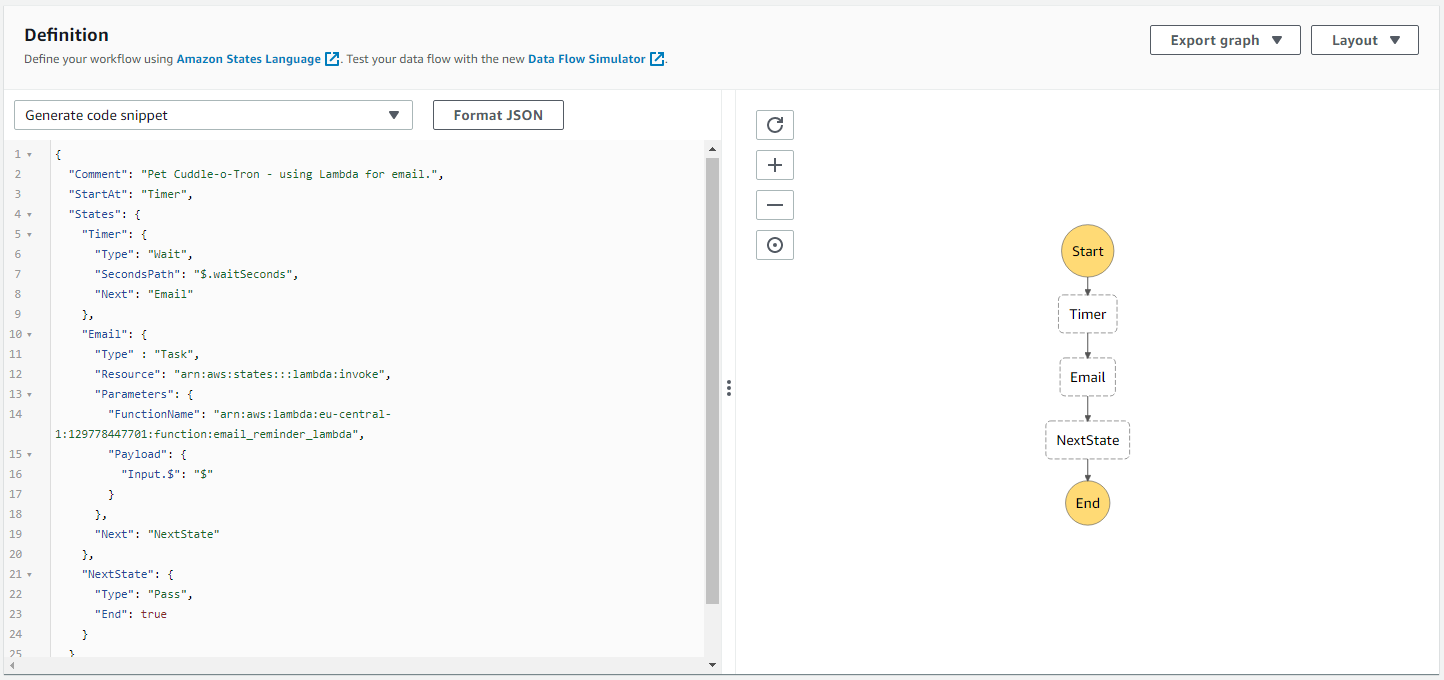 Definition
Define your workflow using Amazon States Language. Test your data flow with the new Data Flow Simulator.
Export graph
Layout
Generate code snippet
Format JSON
1 {
2   "Comment": "Pet Cuddle-o-Tron - using Lambda for email.",
3   "StartAt": "Timer",
4   "States": {
5     "Timer": {
6       "Type": "Wait",
7       "SecondsPath": "$.waitSeconds",
8       "Next": "Email"
9     },
10     "Email": {
11       "Type" : "Task",
12       "Resource": "arn:aws:states:::lambda:invoke",
13       "Parameters": {
14         "FunctionName": "arn:aws:lambda:eu-central-
1:129778447701:function:email_reminder_lambda",
15         "Payload": {
16           "Input.$": "$"
17         }
18       },
19       "Next": "NextState"
20     },
21     "NextState": {
22       "Type": "Pass",
23       "End": true
24     }
25   }
Start
Timer
Email
NextState
End